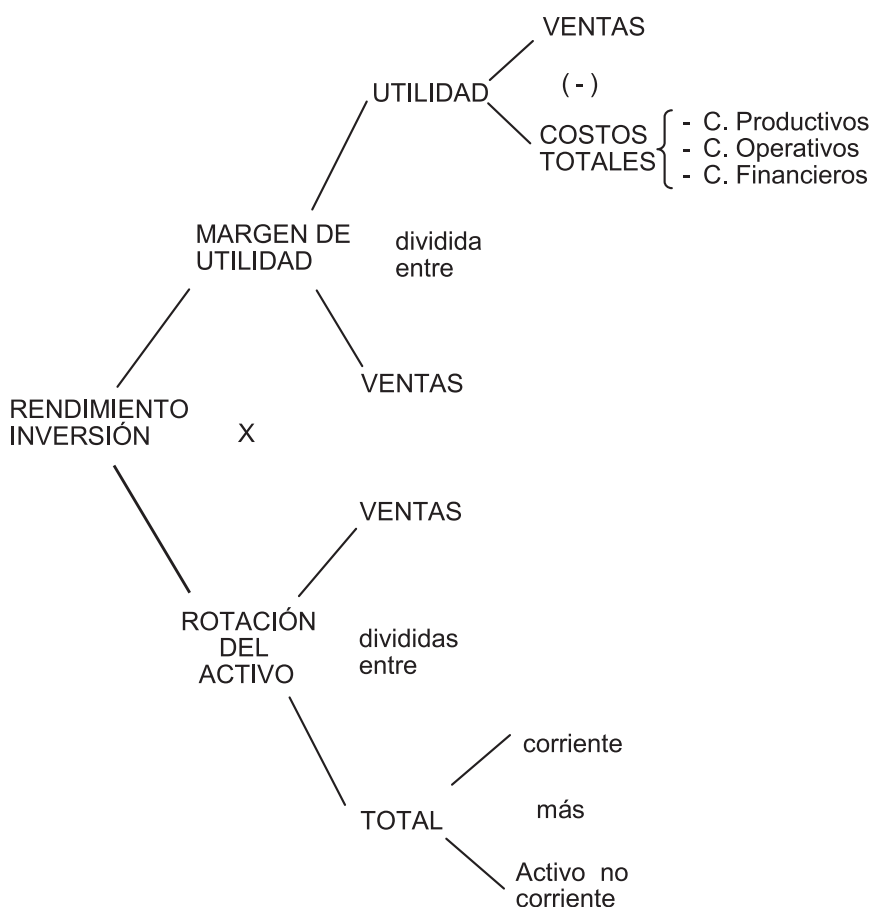 VENTAS
UTILIDAD
(-)
COSTOS
TOTALES
- C. Productivos
- C. Operativos
- C. Financieros
MARGEN DE
UTILIDAD
dividida
entre
VENTAS
RENDIMIENTO
INVERSIÓN
X
VENTAS
ROTACIÓN
DEL
ACTIVO
divididas
entre
corriente
TOTAL
más
Activo no
corriente